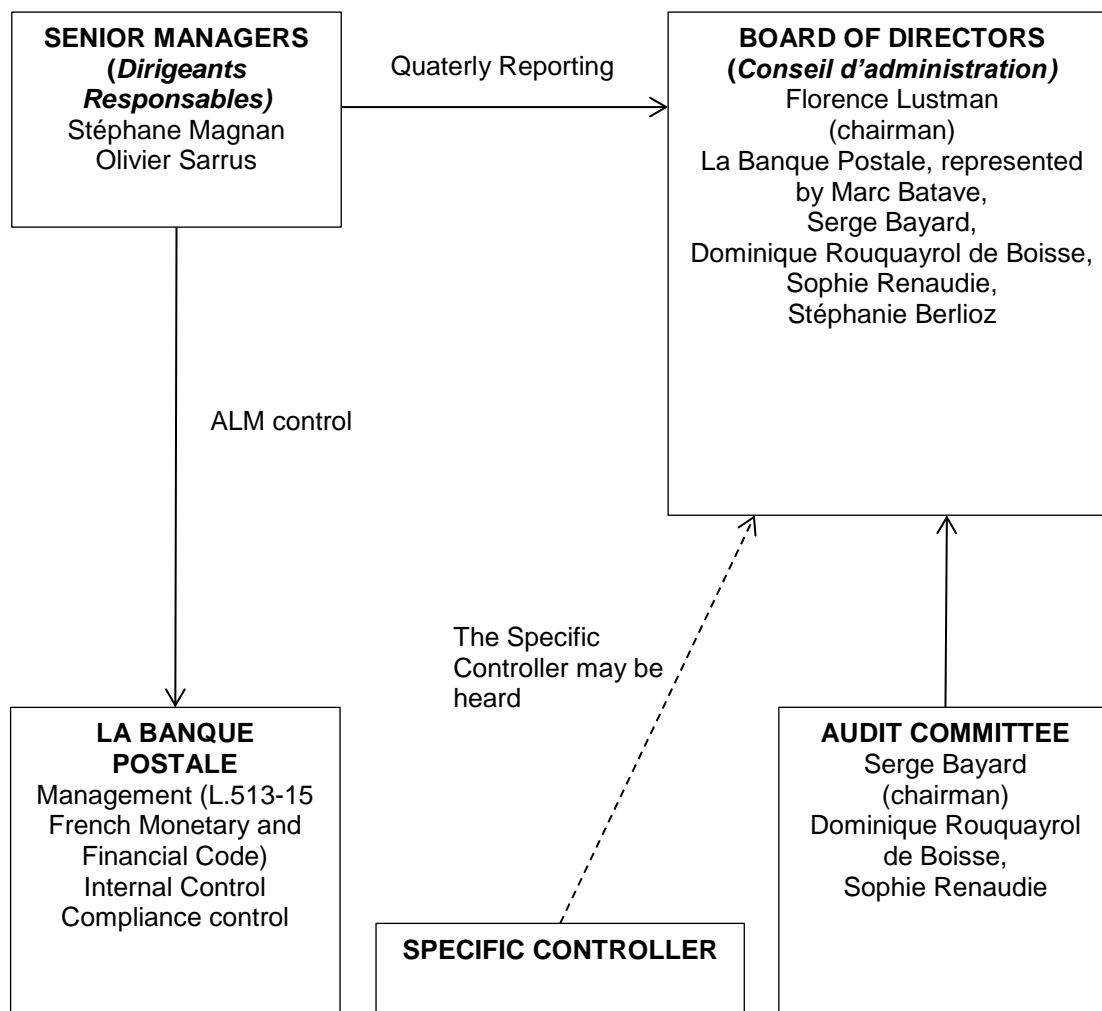 SENIOR MANAGERS
(Dirigeants
Responsables)
Stéphane Magnan
Olivier Sarrus
Quaterly Reporting
BOARD OF DIRECTORS
(Conseil d'administration)
Florence Lustman
(chairman)
La Banque Postale, represented
by Marc Batave,
Serge Bayard,
Dominique Rouquayrol de Boisse,
Sophie Renaudie,
Stéphanie Berlioz
ALM control
The Specific
Controller may be
heard
LA BANQUE
POSTALE
Management (L.513-15
French Monetary and
Financial Code)
Internal Control
Compliance control
SPECIFIC CONTROLLER
AUDIT COMMITTEE
Serge Bayard
(chairman)
Dominique Rouquayrol
de Boisse,
Sophie Renaudie